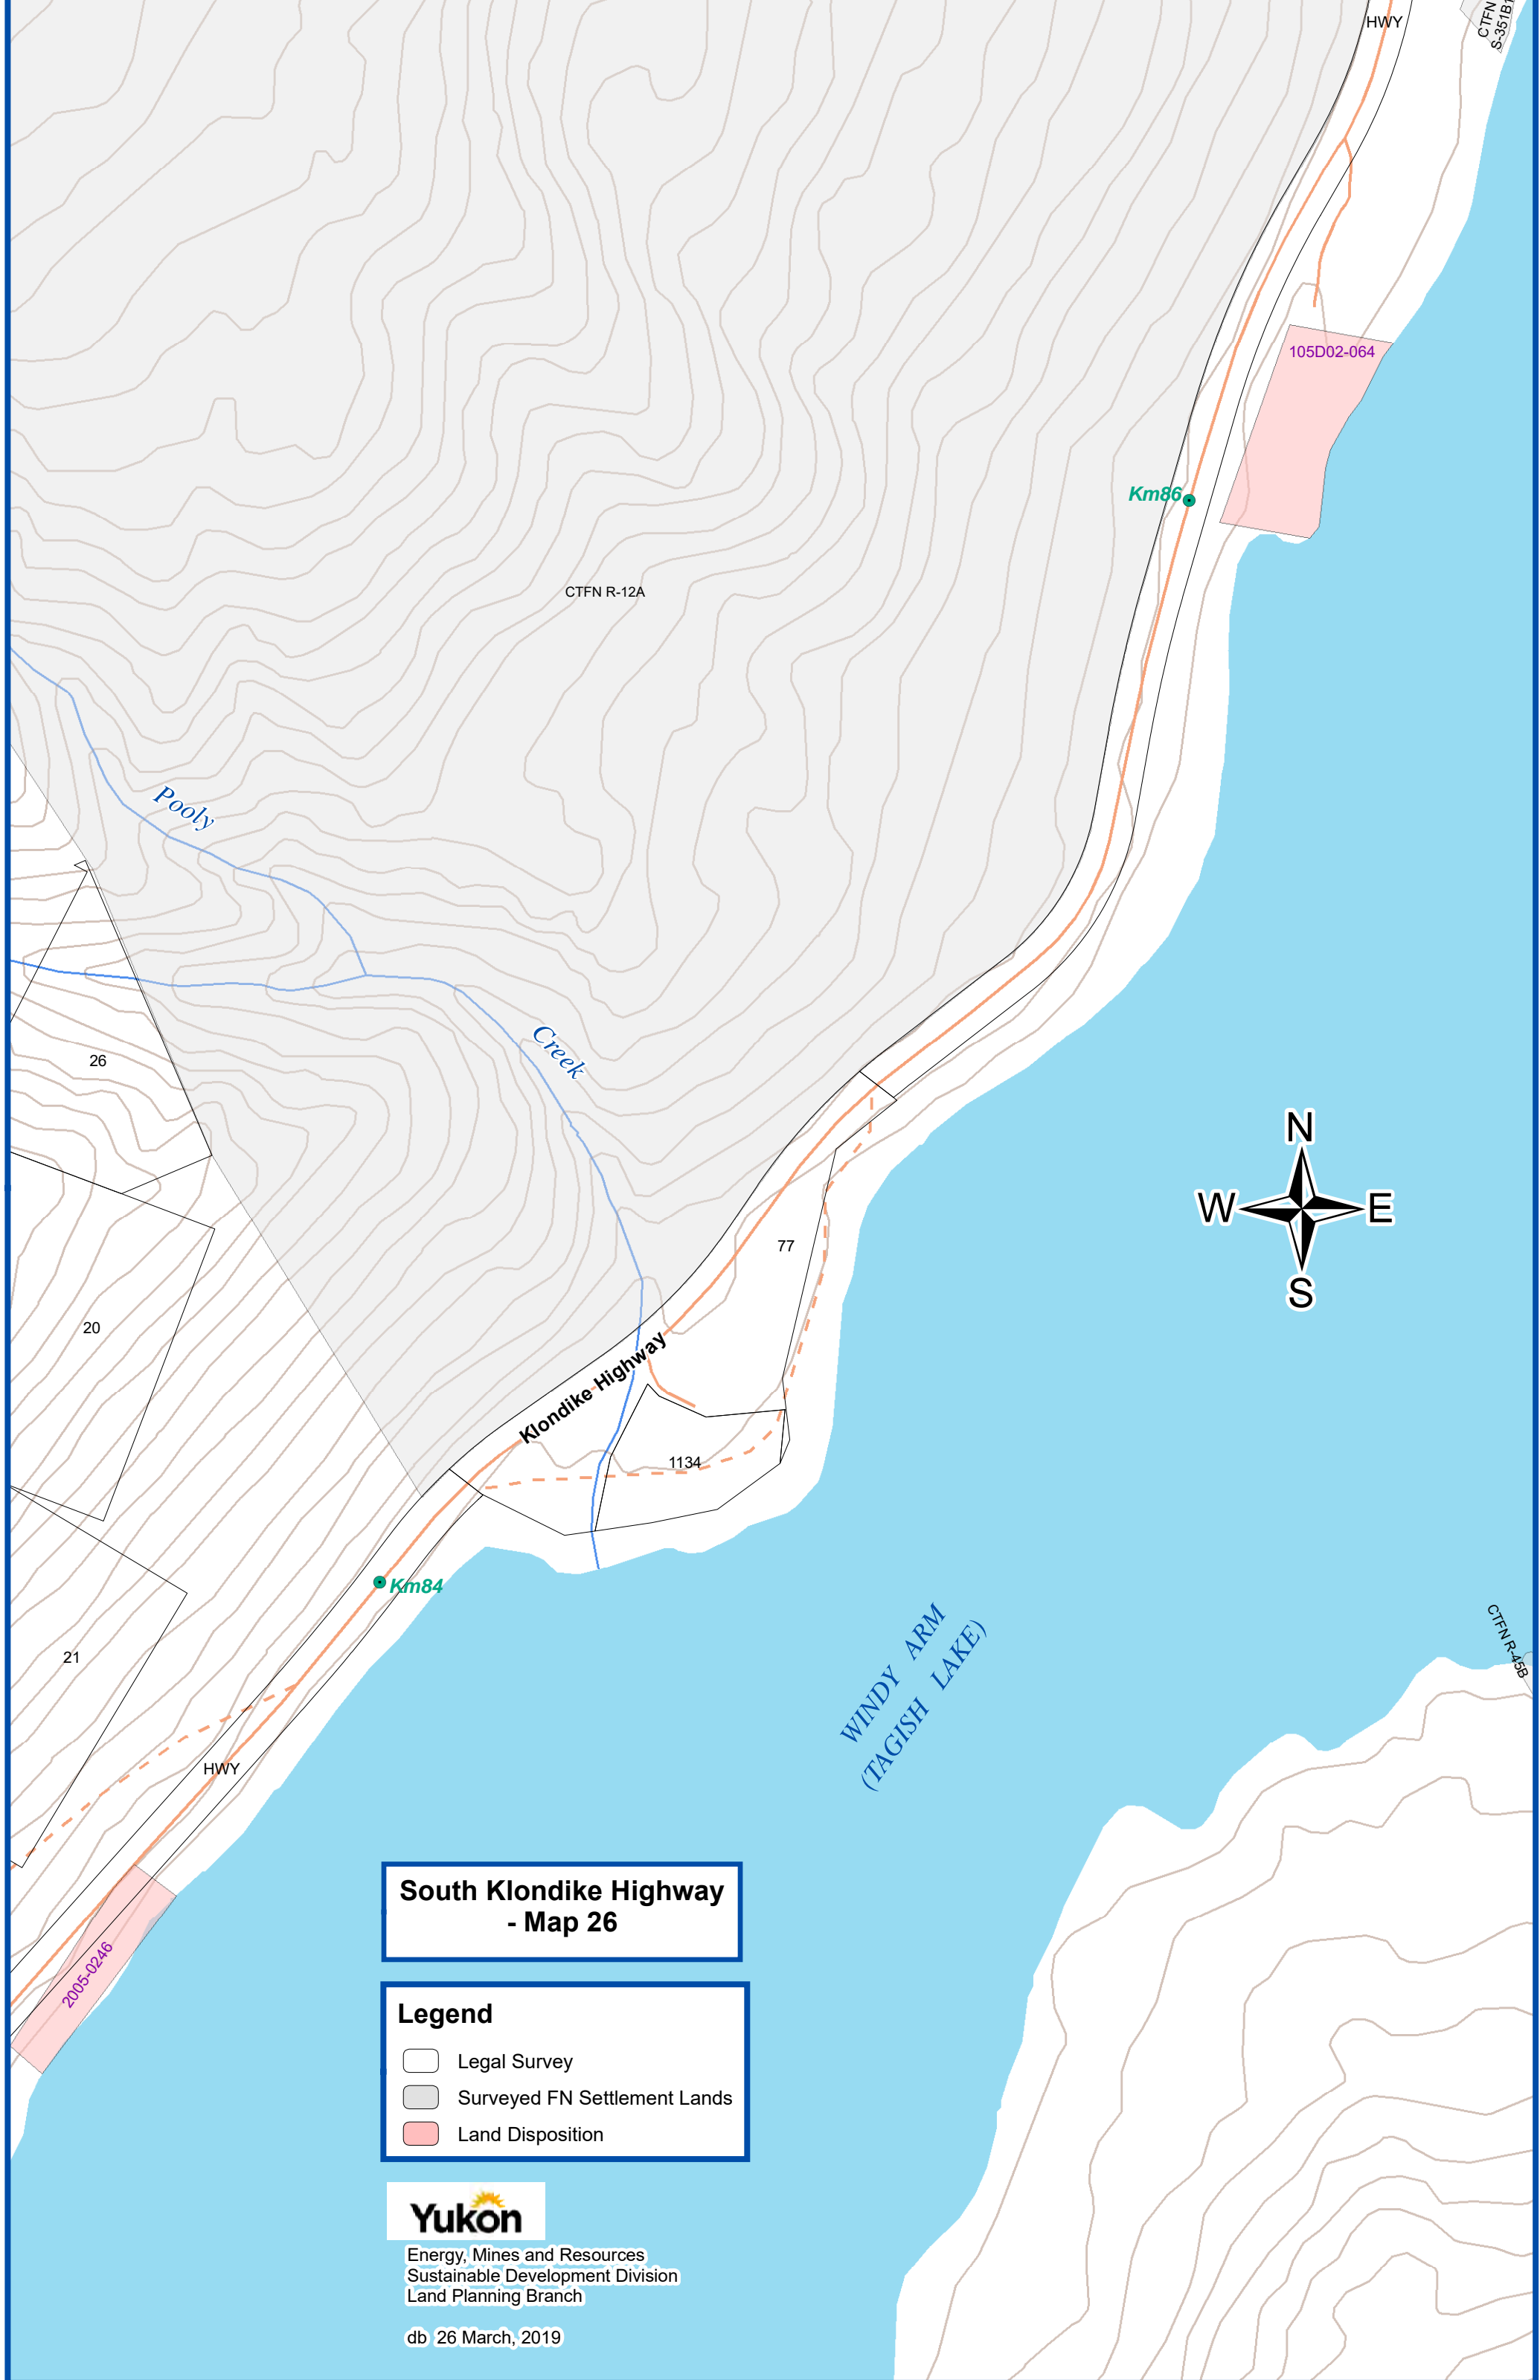 HWY
CTFN
S-351B1
105D02-064
Km86
CTFN R-12A
Pooly
Creek
26
N
W E
S
77
20
Klondike Highway
1134
Km84
21
WINDY ARM
(TAGISH LAKE)
CTFN R-45B
HWY
2005-0246
South Klondike Highway
- Map 26
Legend
Legal Survey
Surveyed FN Settlement Lands
Land Disposition
Yukon
Energy, Mines and Resources
Sustainable Development Division
Land Planning Branch
db 26 March, 2019